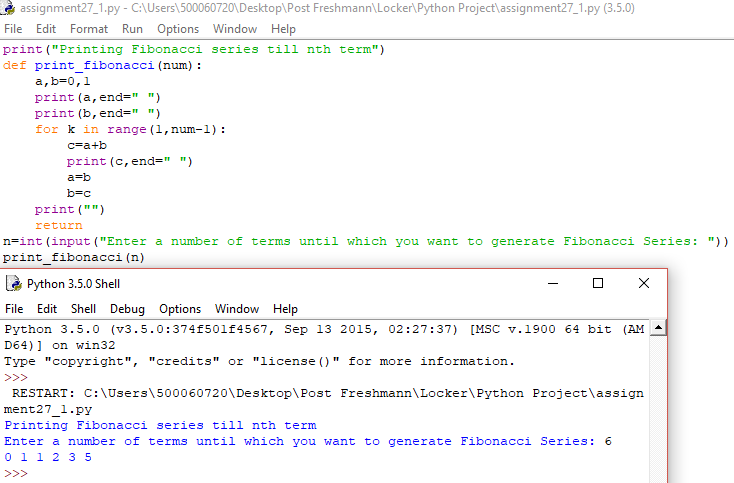 assignment27_1.py - C:\Users\500060720\Desktop\Post Freshmann\Locker\Python Project\assignment27_1.py (3.5.0)
File Edit Format Run Options Window Help
print("Printing Fibonacci series till nth term")
def print_fibonacci(num):
    a,b=0,1
    print(a,end=" ")
    print(b,end=" ")
    for k in range(1,num-1):
        c=a+b
        print(c,end=" ")
        a=b
        b=c
    print("")
    return
n=int(input("Enter a number of terms until which you want to generate Fibonacci Series: "))
print_fibonacci(n)
Python 3.5.0 Shell
File Edit Shell Debug Options Window Help
Python 3.5.0 (v3.5.0:374f501f4567, Sep 13 2015, 02:27:37) [MSC v.1900 64 bit (AM
D64)] on win32
Type "copyright", "credits" or "license()" for more information.
>>>
 RESTART: C:\Users\500060720\Desktop\Post Freshmann\Locker\Python Project\assign
ment27_1.py
Printing Fibonacci series till nth term
Enter a number of terms until which you want to generate Fibonacci Series: 6
0 1 1 2 3 5
>>>